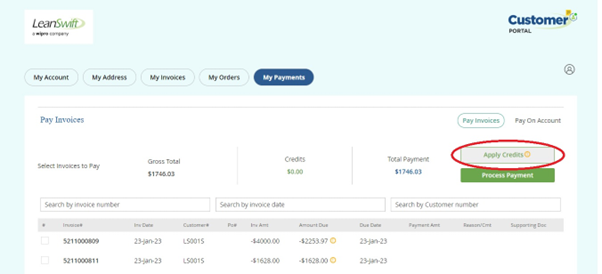 LeanSwift
a wipro company
Customer
PORTAL
My Account
My Address
My Invoices
My Orders
My Payments
Pay Invoices
Pay Invoices
Pay On Account
Select Invoices to Pay
Gross Total
$1746.03
Credits
$0.00
Total Payment
$1746.03
Apply Credits
Process Payment
Search by invoice number
Search by invoice date
Search by Customer number
# Invoice# Inv Date Customer# Po# Inv Amt Amount Due Due Date Payment Amt Reason/Cmt Supporting Doc
5211000809 23-Jan-23 LS001S -$4000.00 -$2253.97 23-Jan-23
5211000811 23-Jan-23 LS001S -$1628.00 -$1628.00 23-Jan-23